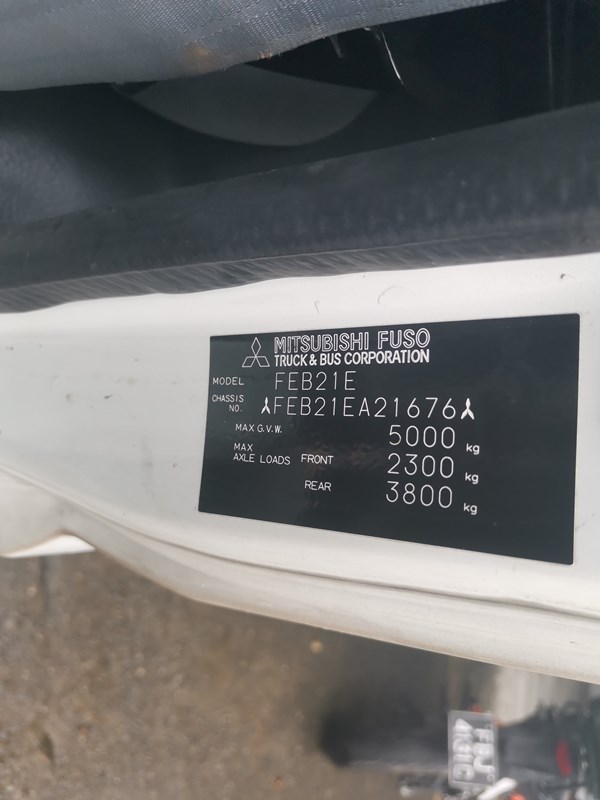 MITSUBISHI FUSO
TRUCK & BUS CORPORATION
MODEL FEB21E
CHASSIS NO. FEB21EA21676
MAX G.V.W. 5000 kg
MAX AXLE LOADS FRONT 2300 kg
REAR 3800 kg
FBJ